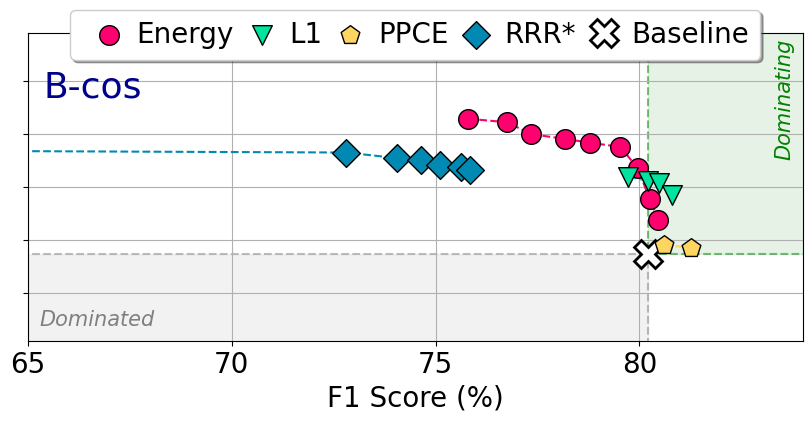 Energy L1 PPCE RRR* Baseline
B-cos
Dominating
Dominated
65 70 75 80
F1 Score (%)